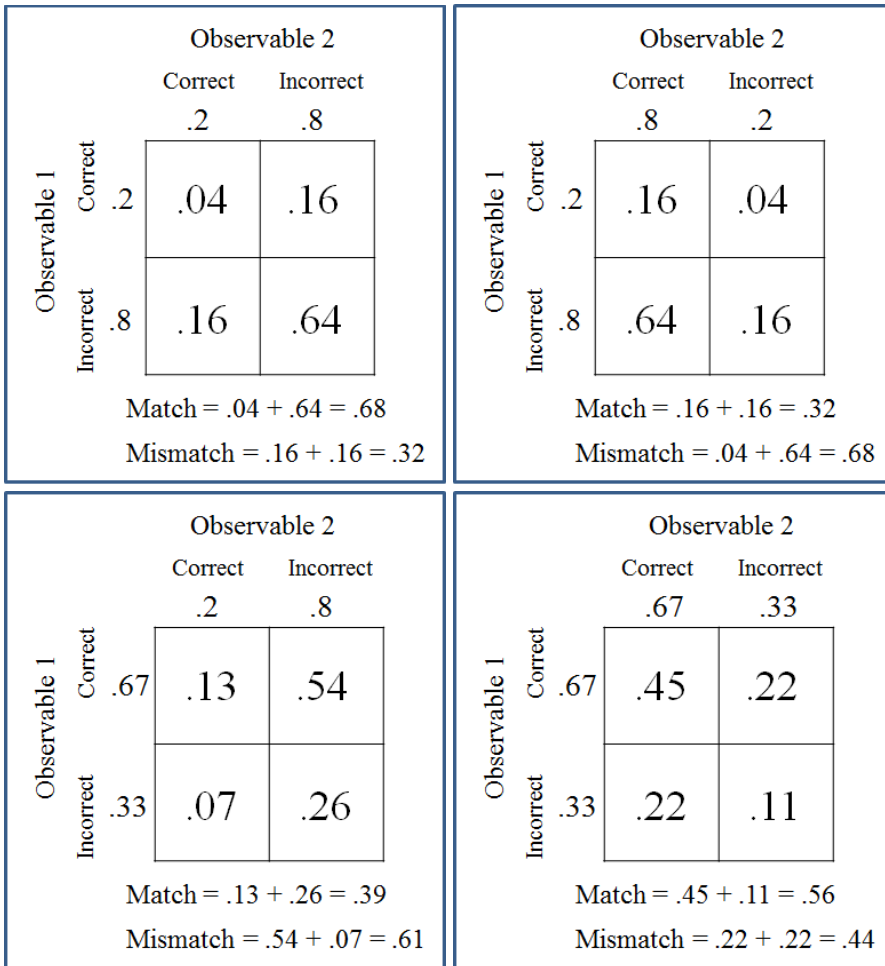 Observable 2
Correct Incorrect
.2 .8
Observable 1
Correct
.2 .04 .16
Incorrect
.8 .16 .64
Match = .04 + .64 = .68
Mismatch = .16 + .16 = .32
Observable 2
Correct Incorrect
.8 .2
Observable 1
Correct
.2 .16 .04
Incorrect
.8 .64 .16
Match = .16 + .16 = .32
Mismatch = .04 + .64 = .68
Observable 2
Correct Incorrect
.2 .8
Observable 1
Correct
.67 .13 .54
Incorrect
.33 .07 .26
Match = .13 + .26 = .39
Mismatch = .54 + .07 = .61
Observable 2
Correct Incorrect
.67 .33
Observable 1
Correct
.67 .45 .22
Incorrect
.33 .22 .11
Match = .45 + .11 = .56
Mismatch = .22 + .22 = .44